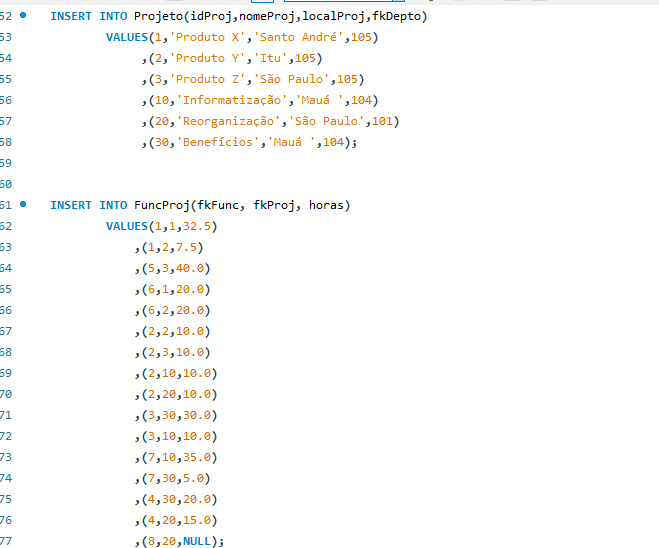 52 INSERT INTO Projeto(idProj,nomeProj,localProj,fkDepto)
53 VALUES(1,'Produto X','Santo André',105)
54 ,(2,'Produto Y','Itu',105)
55 ,(3,'Produto Z','São Paulo',105)
56 ,(10,'Informatização','Mauá ',104)
57 ,(20,'Reorganização','São Paulo',101)
58 ,(30,'Benefícios','Mauá ',104);
59
60
61 INSERT INTO FuncProj(fkFunc, fkProj, horas)
62 VALUES(1,1,32.5)
63 ,(1,2,7.5)
64 ,(5,3,40.0)
65 ,(6,1,20.0)
66 ,(6,2,20.0)
67 ,(2,2,10.0)
68 ,(2,3,10.0)
69 ,(2,10,10.0)
70 ,(2,20,10.0)
71 ,(3,30,30.0)
72 ,(3,10,10.0)
73 ,(7,10,35.0)
74 ,(7,30,5.0)
75 ,(4,30,20.0)
76 ,(4,20,15.0)
77 ,(8,20,NULL);